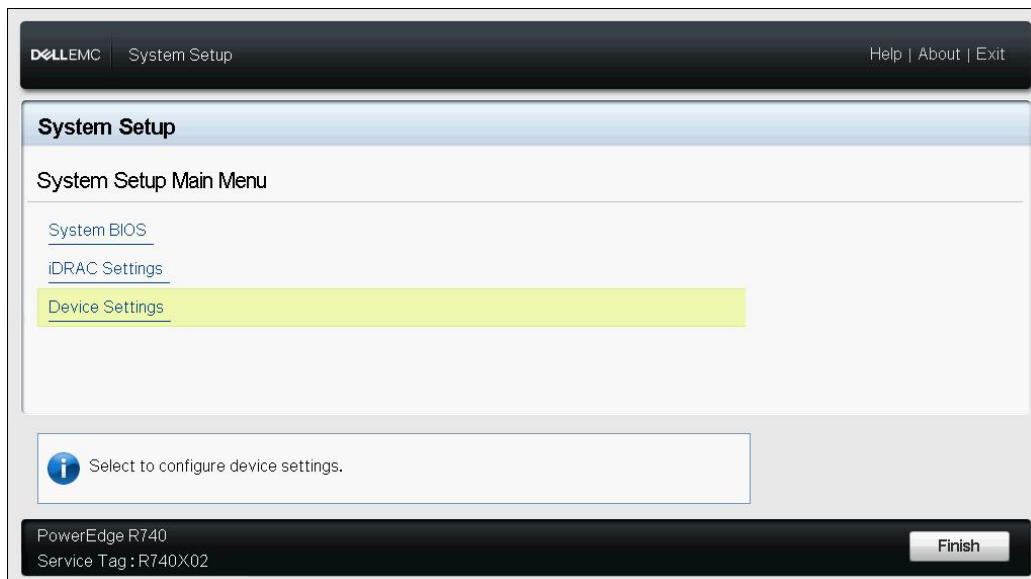 DELLEMC System Setup Help | About | Exit
System Setup
System Setup Main Menu
System BIOS
iDRAC Settings
Device Settings
Select to configure device settings.
PowerEdge R740
Service Tag : R740X02
Finish